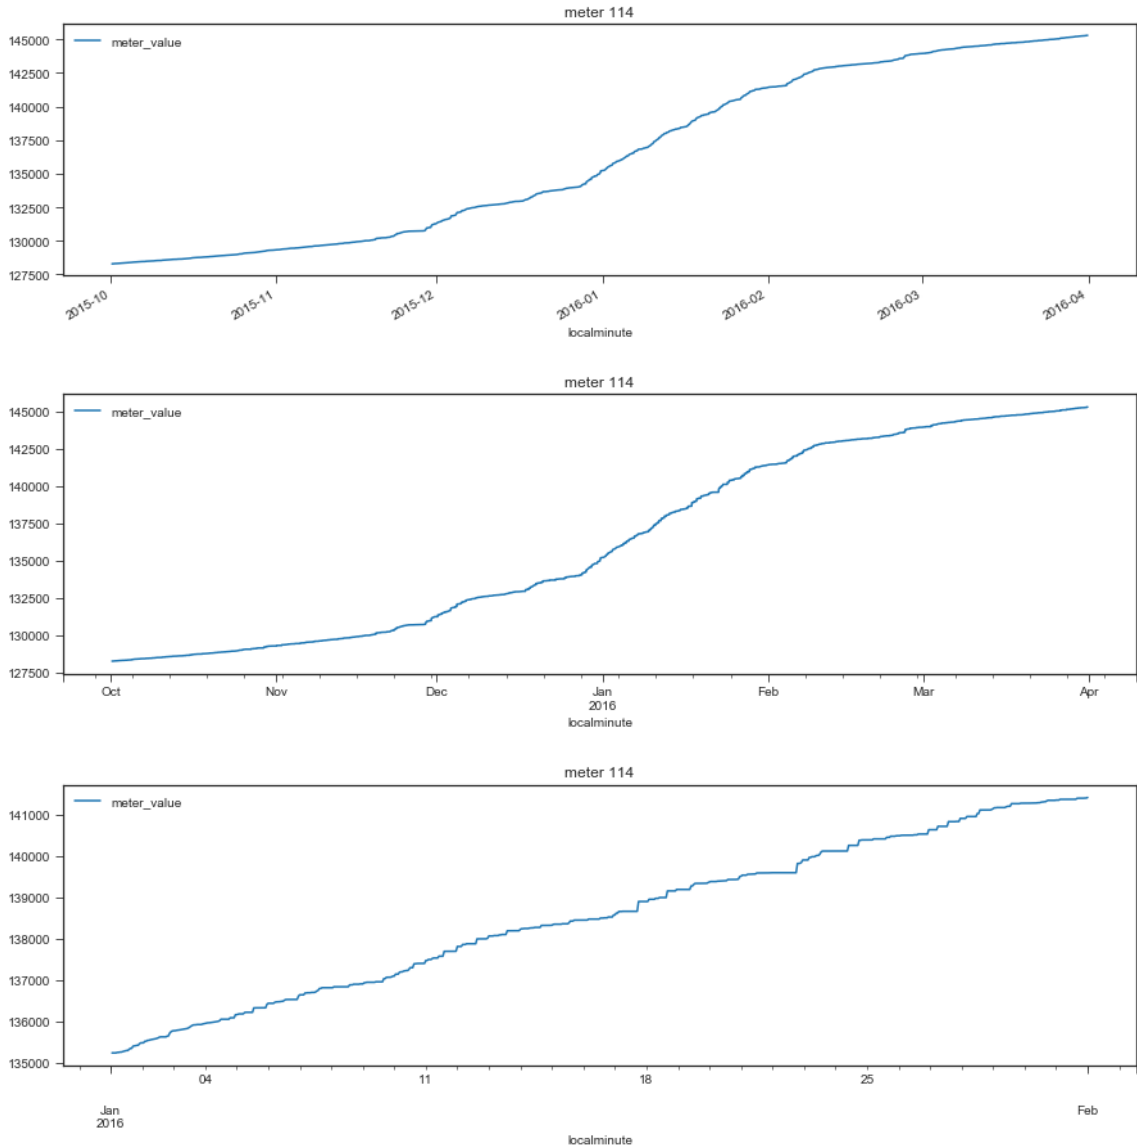 meter 114
meter_value
145000
142500
140000
137500
135000
132500
130000
127500
2015-10 2015-11 2015-12 2016-01 2016-02 2016-03 2016-04
localminute
meter 114
meter_value
145000
142500
140000
137500
135000
132500
130000
127500
Oct Nov Dec Jan Feb Mar Apr
2016
localminute
meter 114
meter_value
141000
140000
139000
138000
137000
136000
135000
04 11 18 25
Jan Feb
2016
localminute